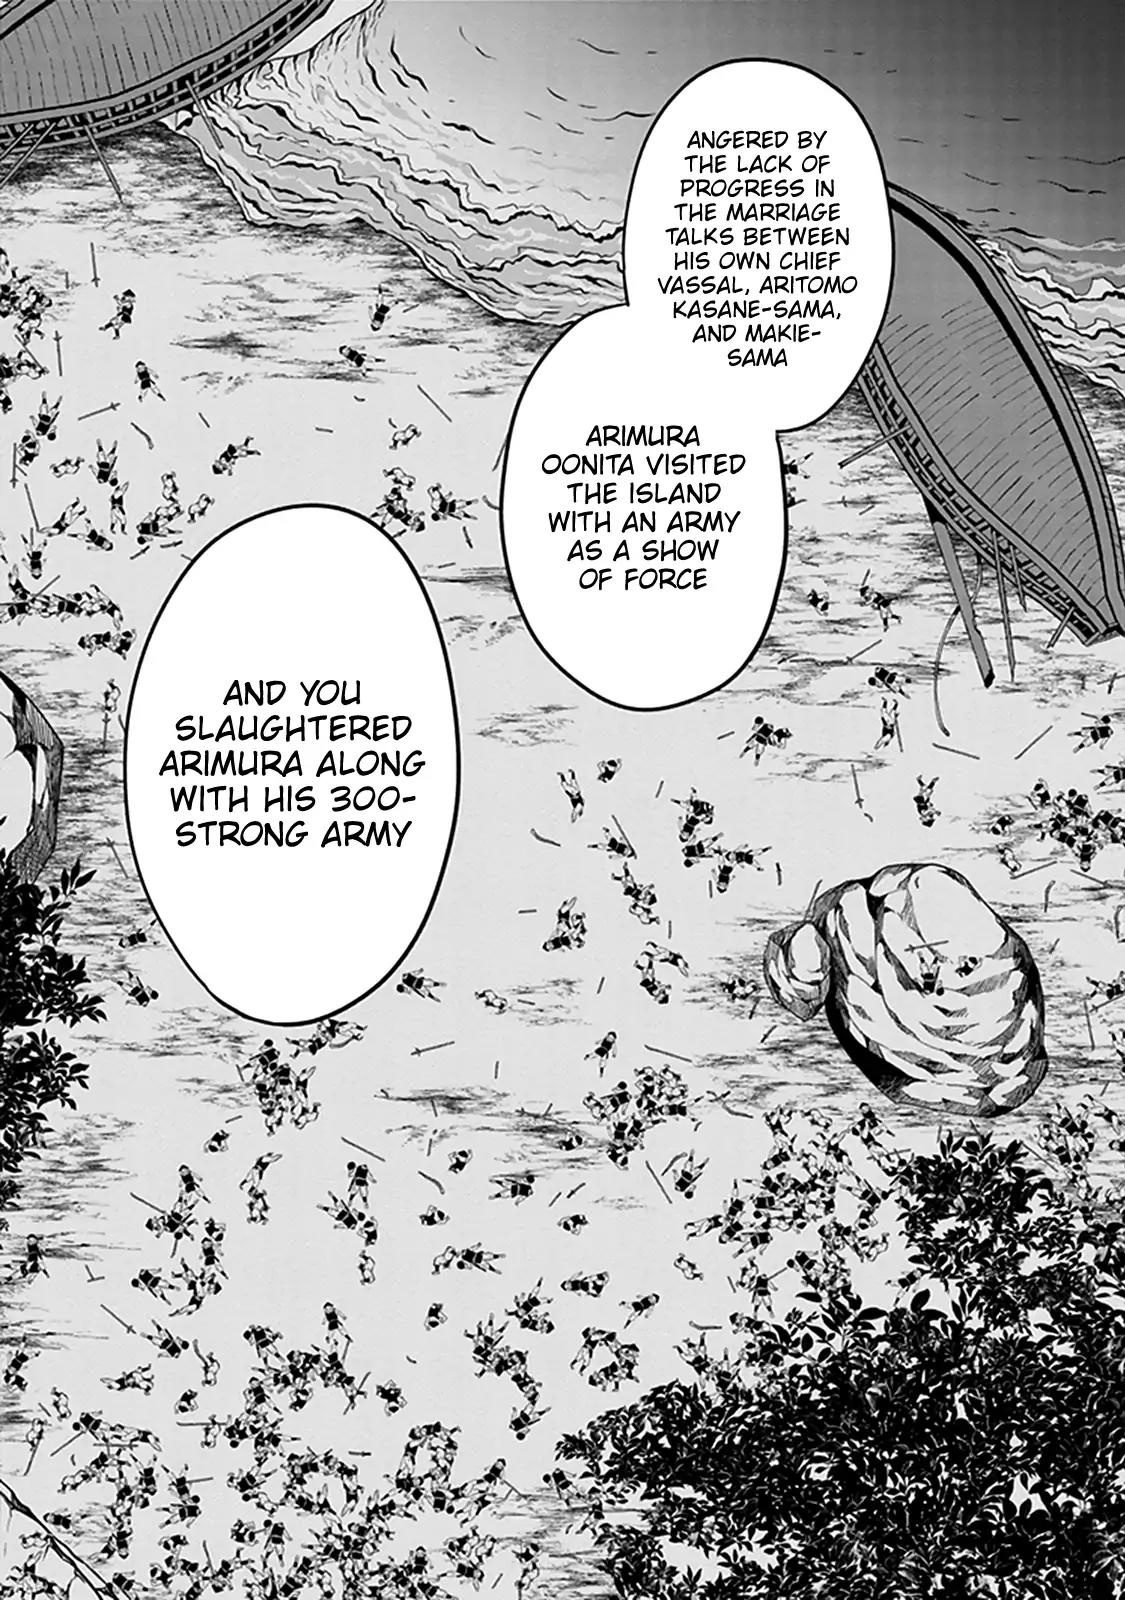 ANGERED BY
THE LACK OF
PROGRESS IN
THE MARRIAGE
TALKS BETWEEN
HIS OWN CHIEF
VASSAL, ARITOMO
KASANE-SAMA,
AND MAKIE-
SAMA
ARIMURA
OONITA VISITED
THE ISLAND
WITH AN ARMY
AS A SHOW
OF FORCE
AND YOU
SLAUGHTERED
ARIMURA ALONG
WITH HIS 300-
STRONG ARMY